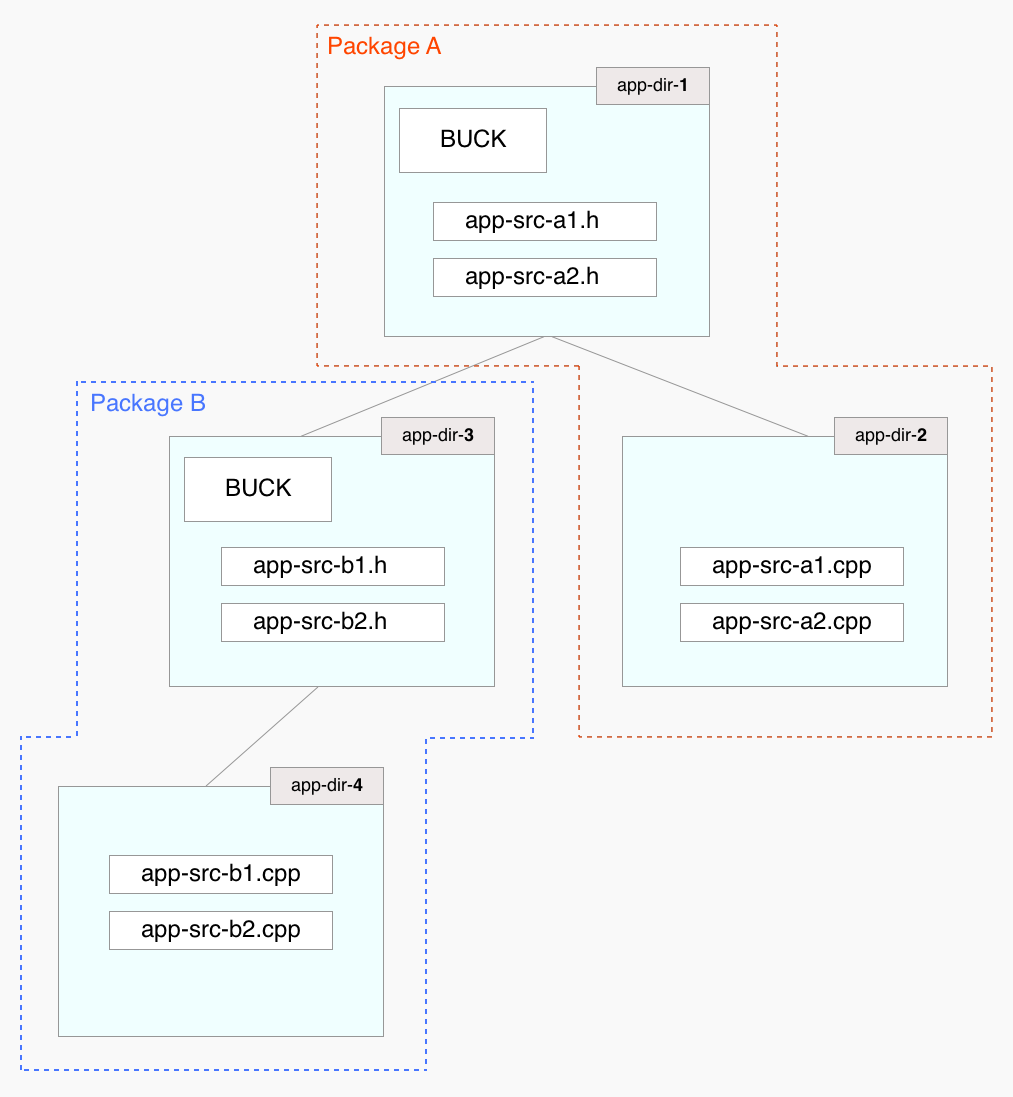 Package A
app-dir-1
BUCK
app-src-a1.h
app-src-a2.h
Package B
app-dir-3
BUCK
app-src-b1.h
app-src-b2.h
app-dir-2
app-src-a1.cpp
app-src-a2.cpp
app-dir-4
app-src-b1.cpp
app-src-b2.cpp